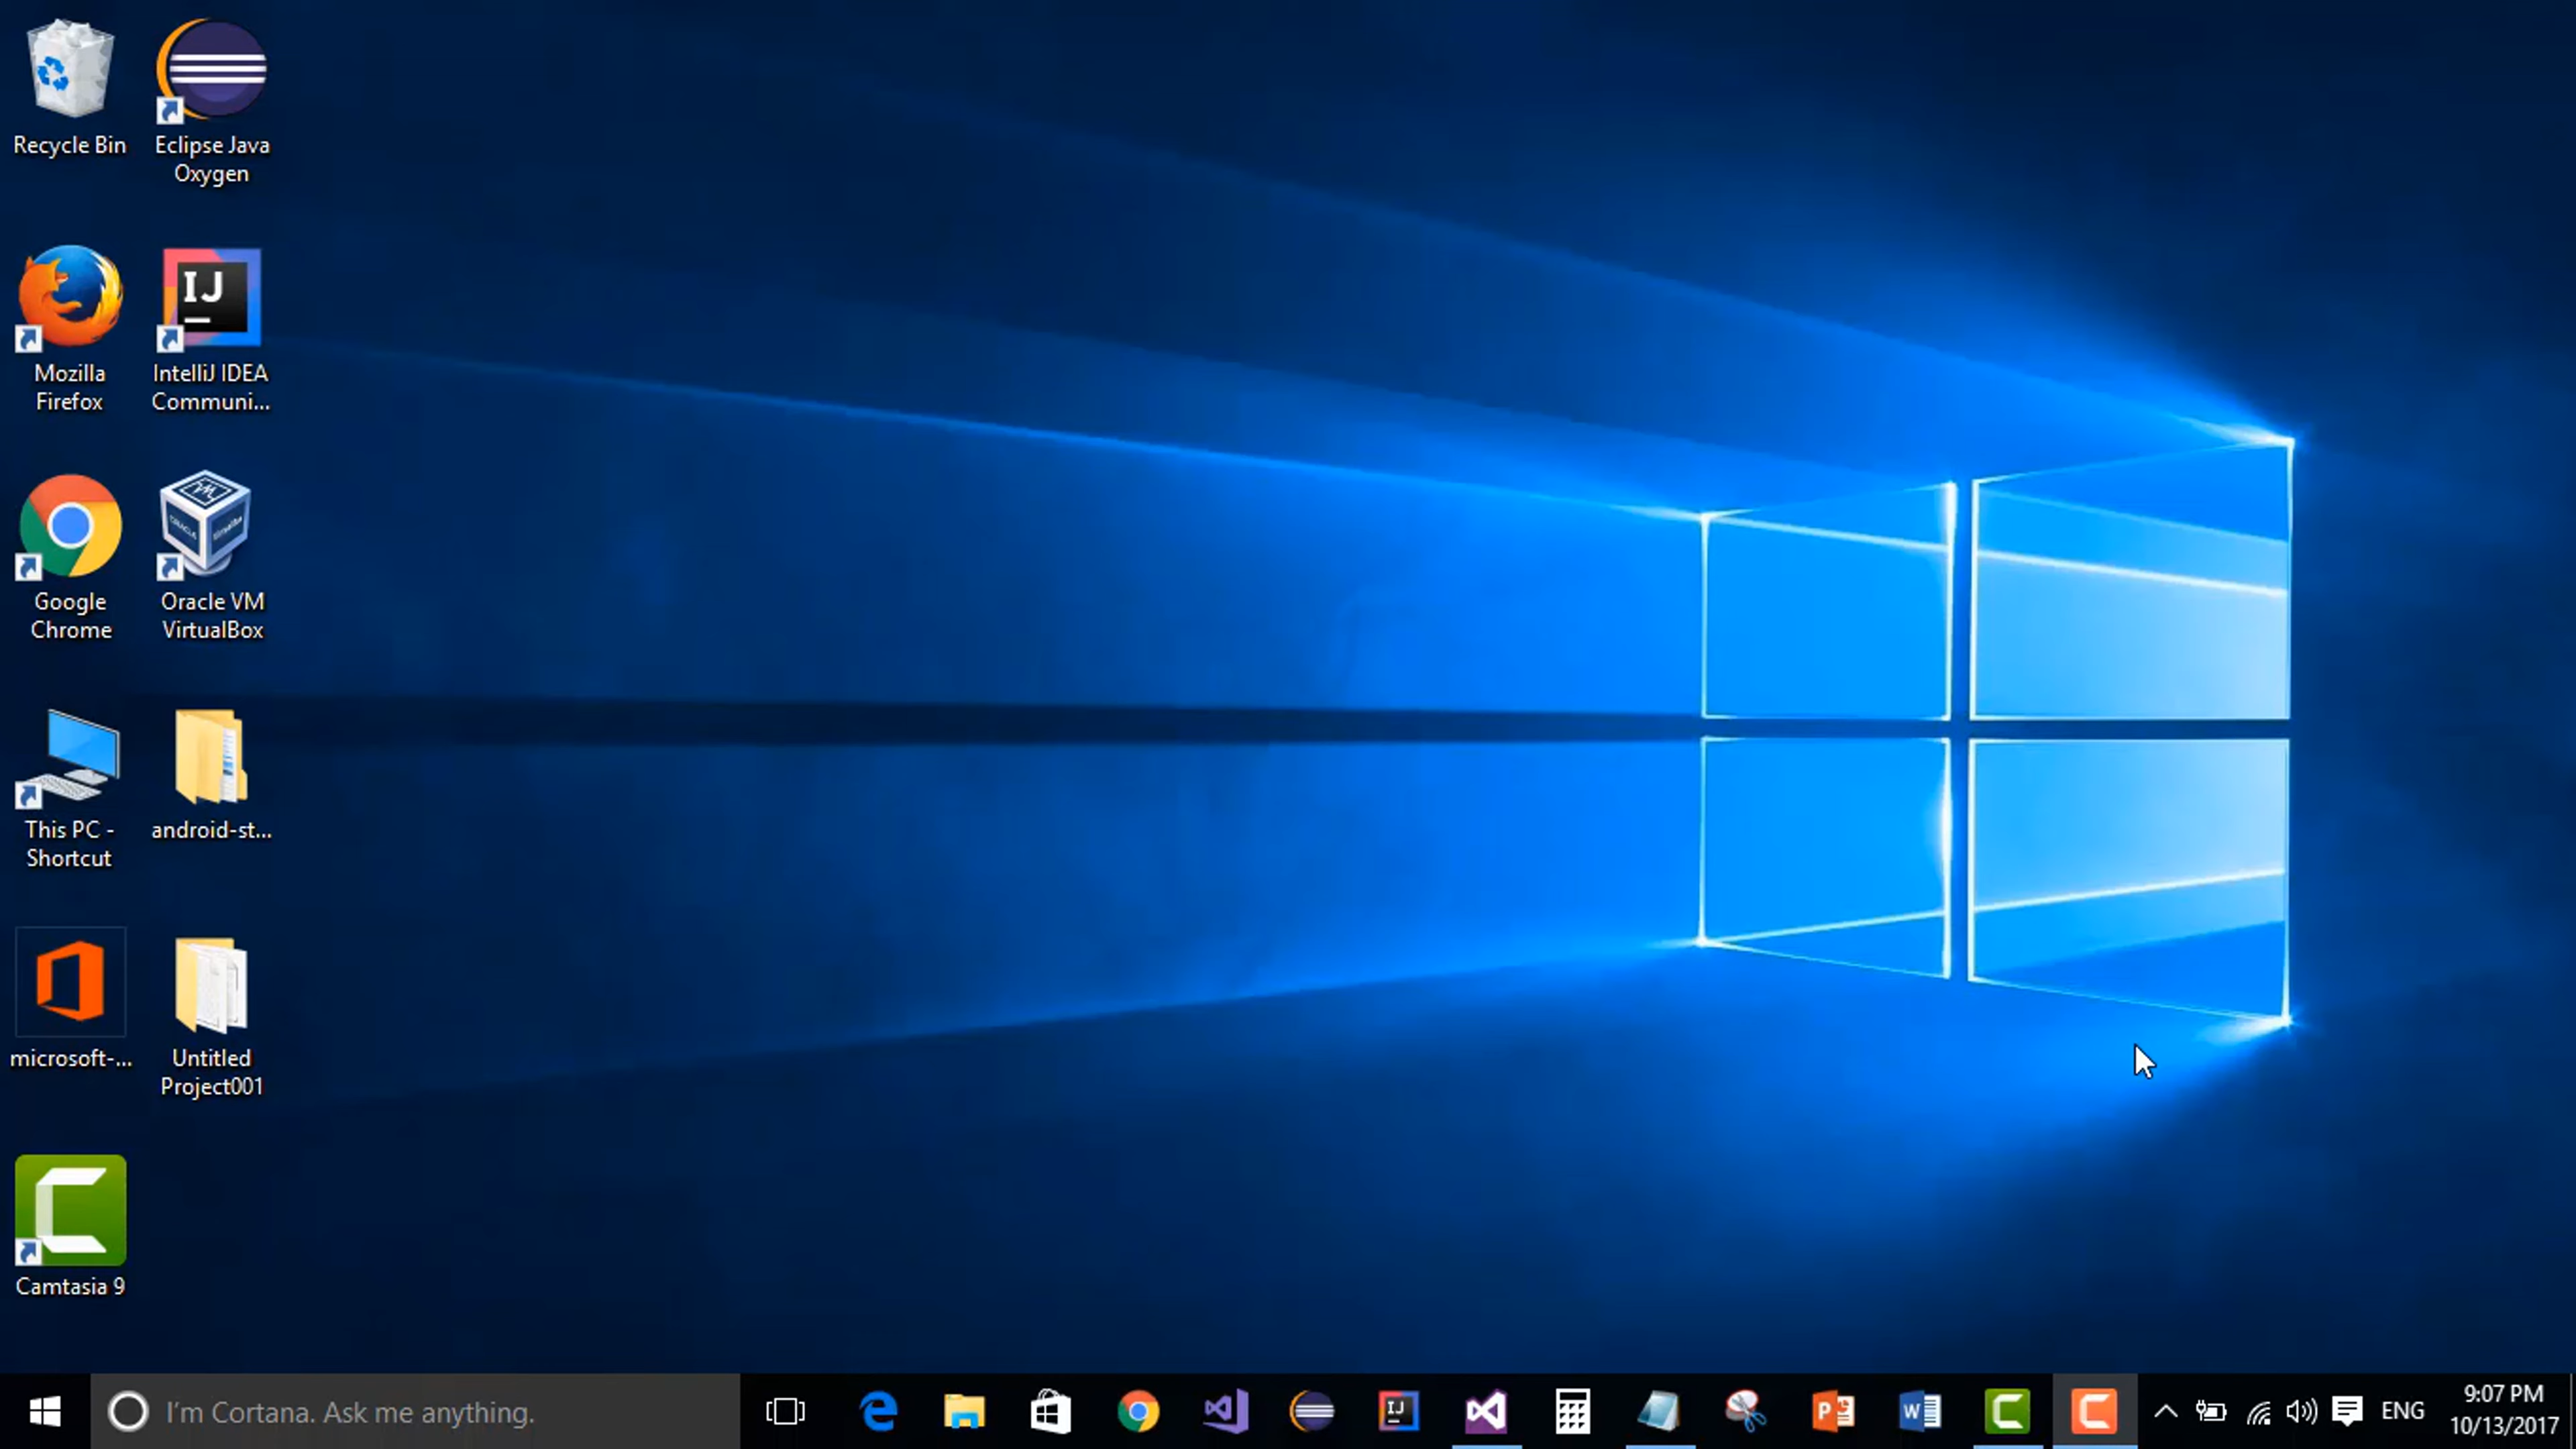 Recycle Bin
Eclipse Java
Oxygen
Mozilla
Firefox
IJ
IntelliJ IDEA
Communi...
Google
Chrome
Oracle VM
VirtualBox
This PC -
Shortcut
android-st...
microsoft-...
Untitled
Project001
Camtasia 9
I'm Cortana. Ask me anything.
ENG
9:07 PM
10/13/2017